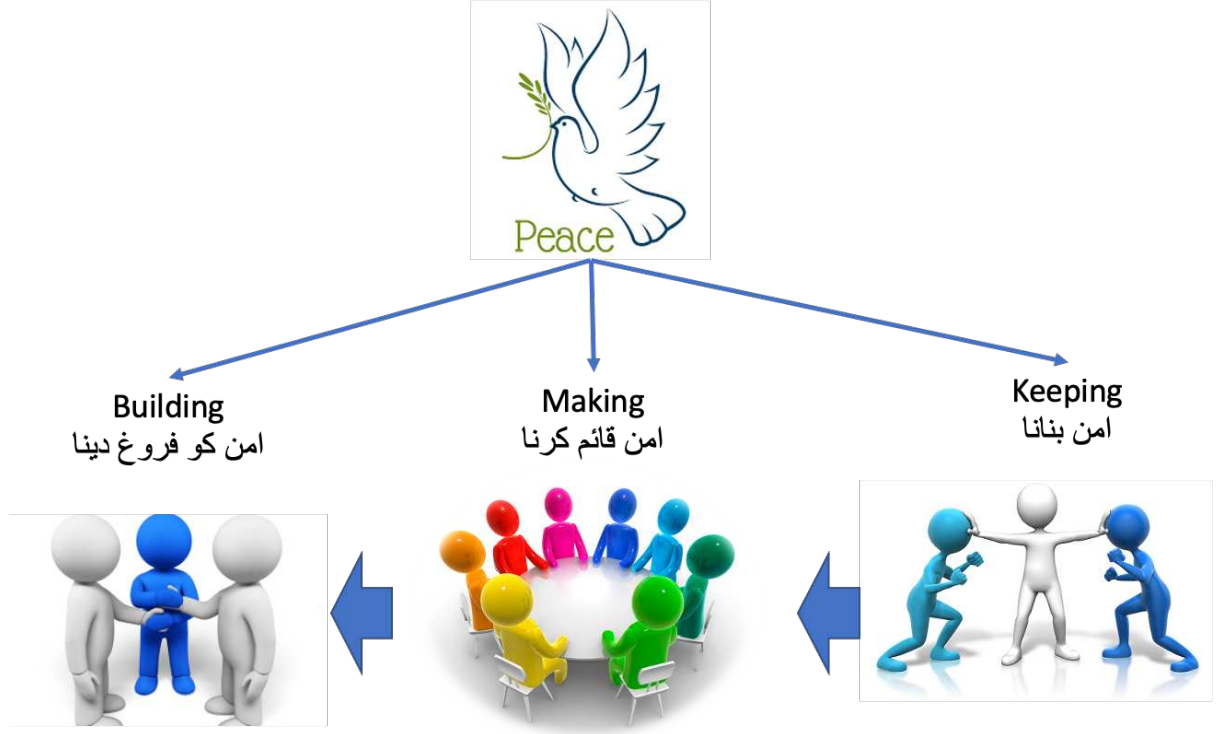 Peace
Building
امن کو فروغ دینا
Making
امن قائم کرنا
Keeping
امن بنانا